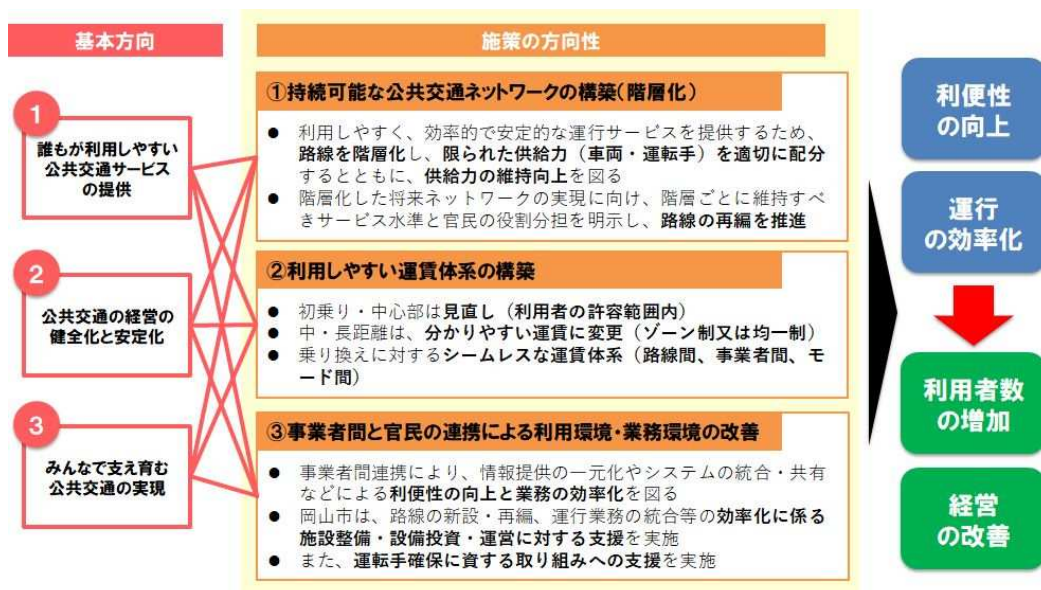 基本方向
施策の方向性
1
誰もが利用しやすい
公共交通サービス
の提供
2
公共交通の経営の
健全化と安定化
3
みんなで支え育む
公共交通の実現
①持続可能な公共交通ネットワークの構築（階層化）
● 利用しやすく、効率的で安定的な運行サービスを提供するため、
路線を階層化し、限られた供給力（車両・運転手）を適切に配分
するとともに、供給力の維持向上を図る
● 階層化した将来ネットワークの実現に向け、階層ごとに維持すべ
きサービス水準と官民の役割分担を明示し、路線の再編を推進
②利用しやすい運賃体系の構築
● 初乗り・中心部は見直し（利用者の許容範囲内）
● 中・長距離は、分かりやすい運賃に変更（ゾーン制又は均一制）
● 乗り換えに対するシームレスな運賃体系（路線間、事業者間、モ
ード間）
③事業者間と官民の連携による利用環境・業務環境の改善
● 事業者間連携により、情報提供の一元化やシステムの統合・共有
などによる利便性の向上と業務の効率化を図る
● 岡山市は、路線の新設・再編、運行業務の統合等の効率化に係る
施設整備・設備投資・運営に対する支援を実施
● また、運転手確保に資する取り組みへの支援を実施
利便性
の向上
運行
の効率化
利用者数
の増加
経営
の改善